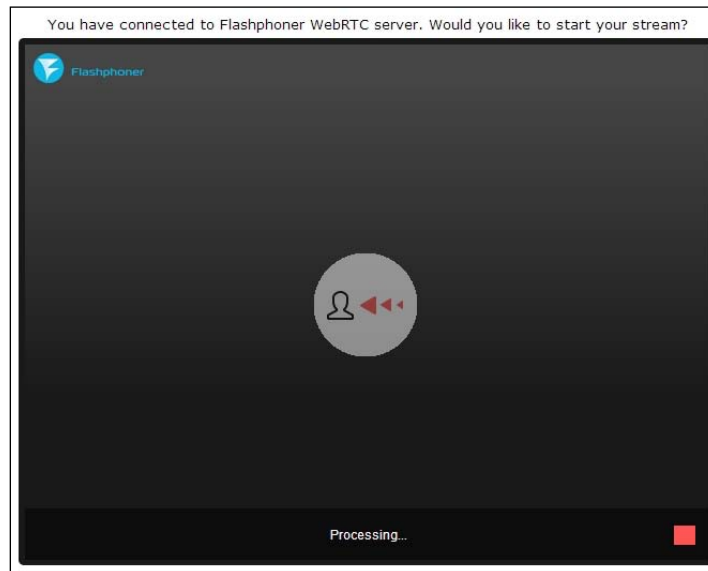 You have connected to Flashphoner WebRTC server. Would you like to start your stream?
Flashphoner
Processing...